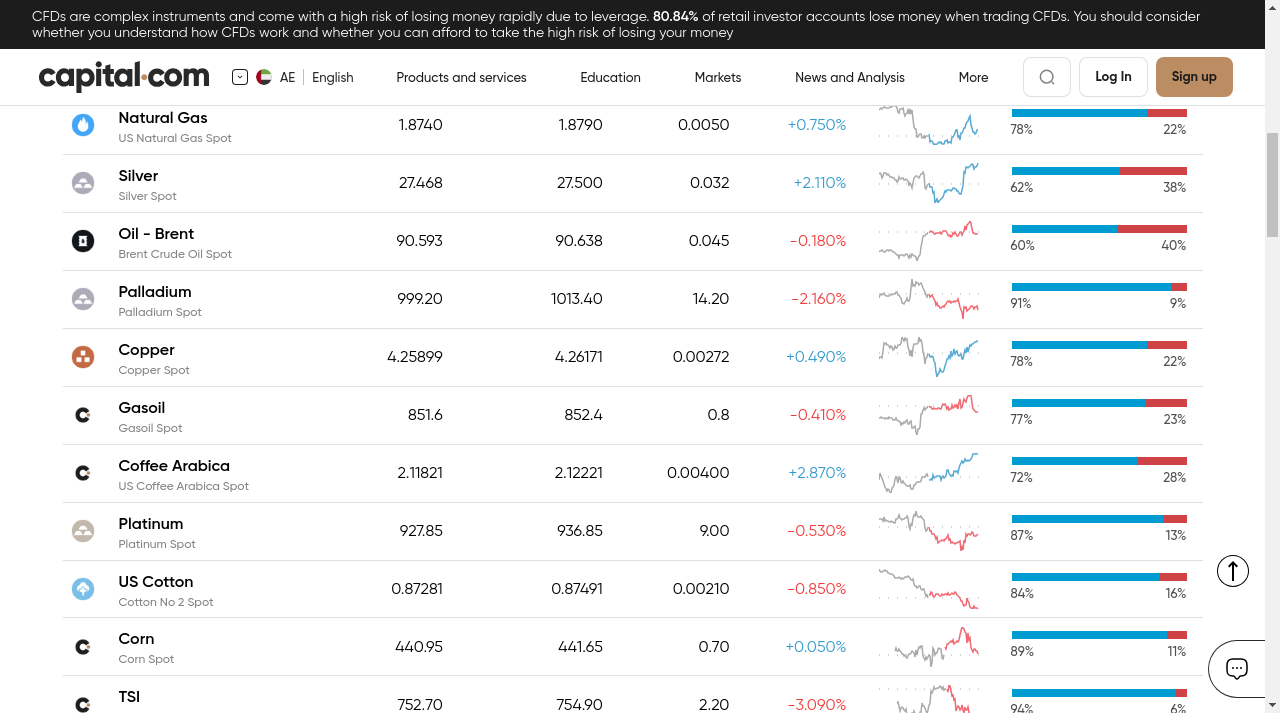 CFDs are complex instruments and come with a high risk of losing money rapidly due to leverage. 80.84% of retail investor accounts lose money when trading CFDs. You should consider
whether you understand how CFDs work and whether you can afford to take the high risk of losing your money
capital.com AE English Products and services Education Markets News and Analysis More Log In Sign up
Natural Gas 1.8740 1.8790 0.0050 +0.750%
US Natural Gas Spot 78% 22%
Silver 27.468 27.500 0.032 +2.110%
Silver Spot 62% 38%
Oil - Brent 90.593 90.638 0.045 -0.180%
Brent Crude Oil Spot 60% 40%
Palladium 999.20 1013.40 14.20 -2.160%
Palladium Spot 91% 9%
Copper 4.25899 4.26171 0.00272 +0.490%
Copper Spot 78% 22%
Gasoil 851.6 852.4 0.8 -0.410%
Gasoil Spot 77% 23%
Coffee Arabica 2.11821 2.12221 0.00400 +2.870%
US Coffee Arabica Spot 72% 28%
Platinum 927.85 936.85 9.00 -0.530%
Platinum Spot 87% 13%
US Cotton 0.87281 0.87491 0.00210 -0.850%
Cotton No 2 Spot 84% 16%
Corn 440.95 441.65 0.70 +0.050%
Corn Spot 89% 11%
TSI 752.70 754.90 2.20 -3.090%
94% 6%